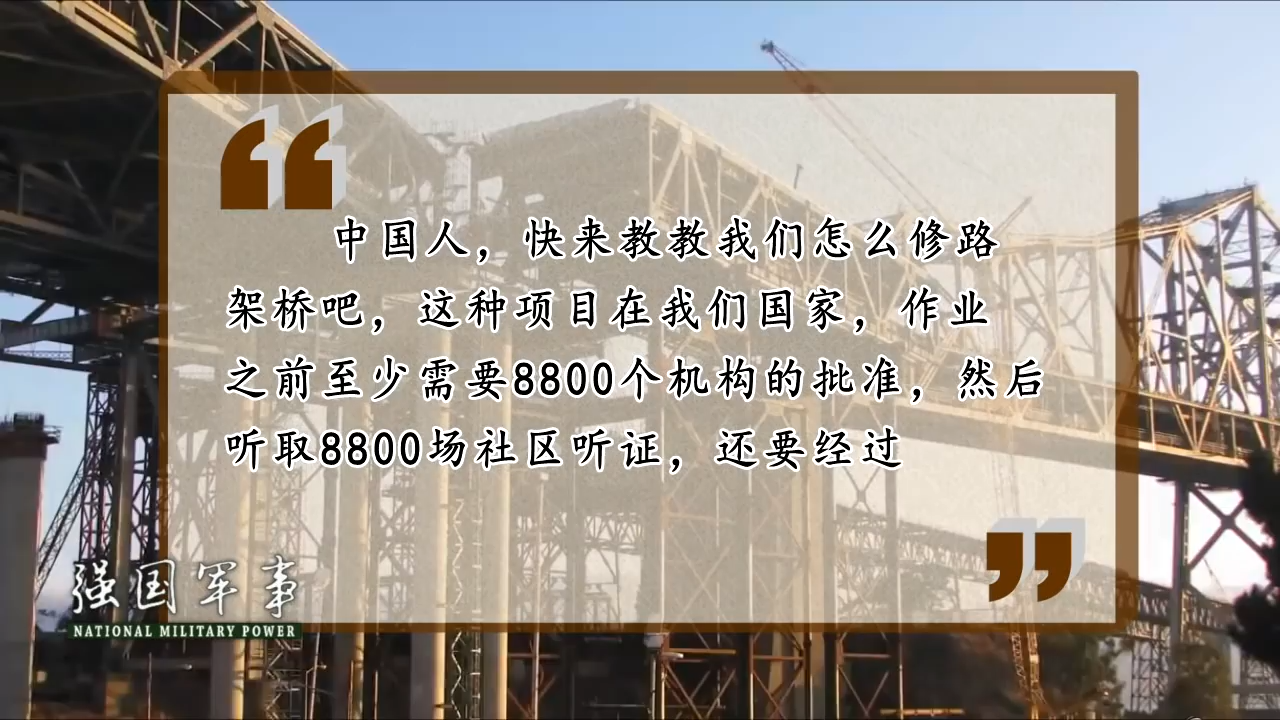 中国人，快来教教我们怎么修路
架桥吧，这种项目在我们国家，作业
之前至少需要8800个机构的批准，然后
听取8800场社区听证，还要经过
强国军事
NATIONAL MILITARY POWER